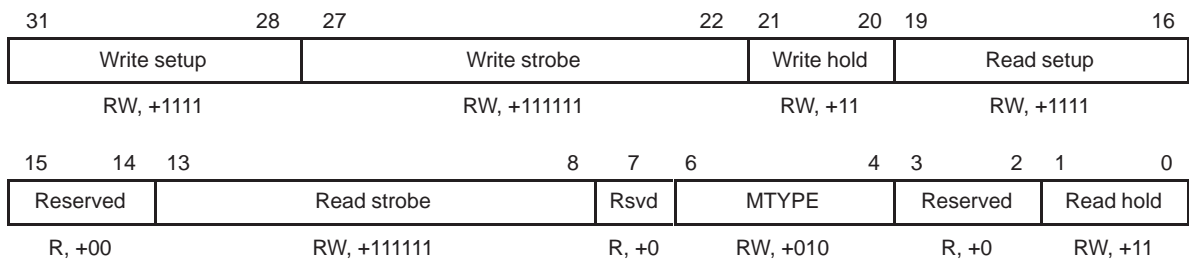 31 28 27 22 21 20 19 16
Write setup Write strobe Write hold Read setup
RW, +1111 RW, +111111 RW, +11 RW, +1111
15 14 13 8 7 6 4 3 2 1 0
Reserved Read strobe Rsvd MTYPE Reserved Read hold
R, +00 RW, +111111 R, +0 RW, +010 R, +0 RW, +11